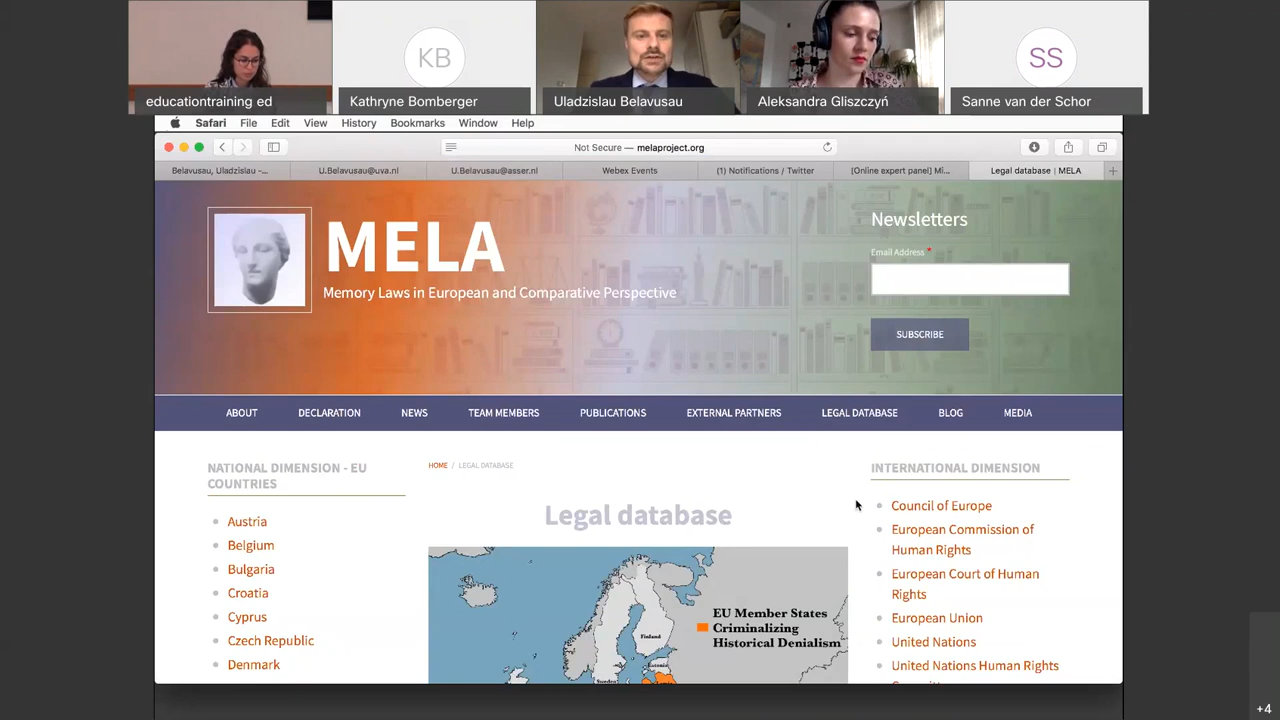 educationtraining ed
KB
Kathryne Bomberger
Uladzislau Belavusau
Aleksandra Gliszczyń
SS
Sanne van der Schor
Safari File Edit View History Bookmarks Window Help
Not Secure — melaproject.org
Belavusau, Uladzislau -...
U.Belavusau@uva.nl
U.Belavusau@asser.nl
Webex Events
(1) Notifications / Twitter
[Online expert panel] Mi...
Legal database | MELA
MELA
Memory Laws in European and Comparative Perspective
Newsletters
Email Address *
SUBSCRIBE
ABOUT DECLARATION NEWS TEAM MEMBERS PUBLICATIONS EXTERNAL PARTNERS LEGAL DATABASE BLOG MEDIA
NATIONAL DIMENSION - EU
COUNTRIES
Austria
Belgium
Bulgaria
Croatia
Cyprus
Czech Republic
Denmark
HOME / LEGAL DATABASE
Legal database
EU Member States
Criminalizing
Historical Denialism
Finland
INTERNATIONAL DIMENSION
Council of Europe
European Commission of
Human Rights
European Court of Human
Rights
European Union
United Nations
United Nations Human Rights
+4